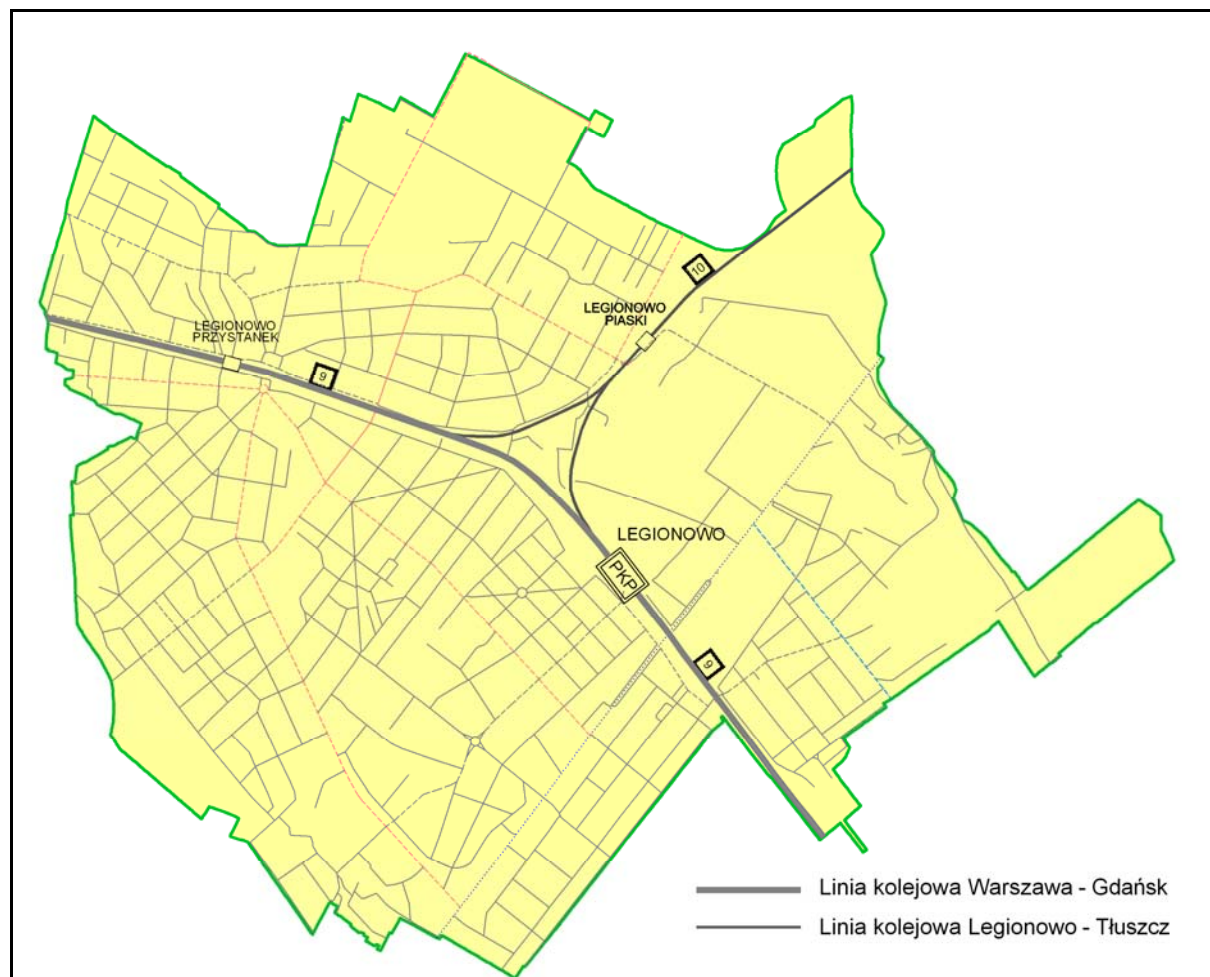 10
LEGIONOWO
PIASKI
LEGIONOWO
PRZYSTANEK
9
LEGIONOWO
PKP
9
Linia kolejowa Warszawa - Gdańsk
Linia kolejowa Legionowo - Tłuszcz